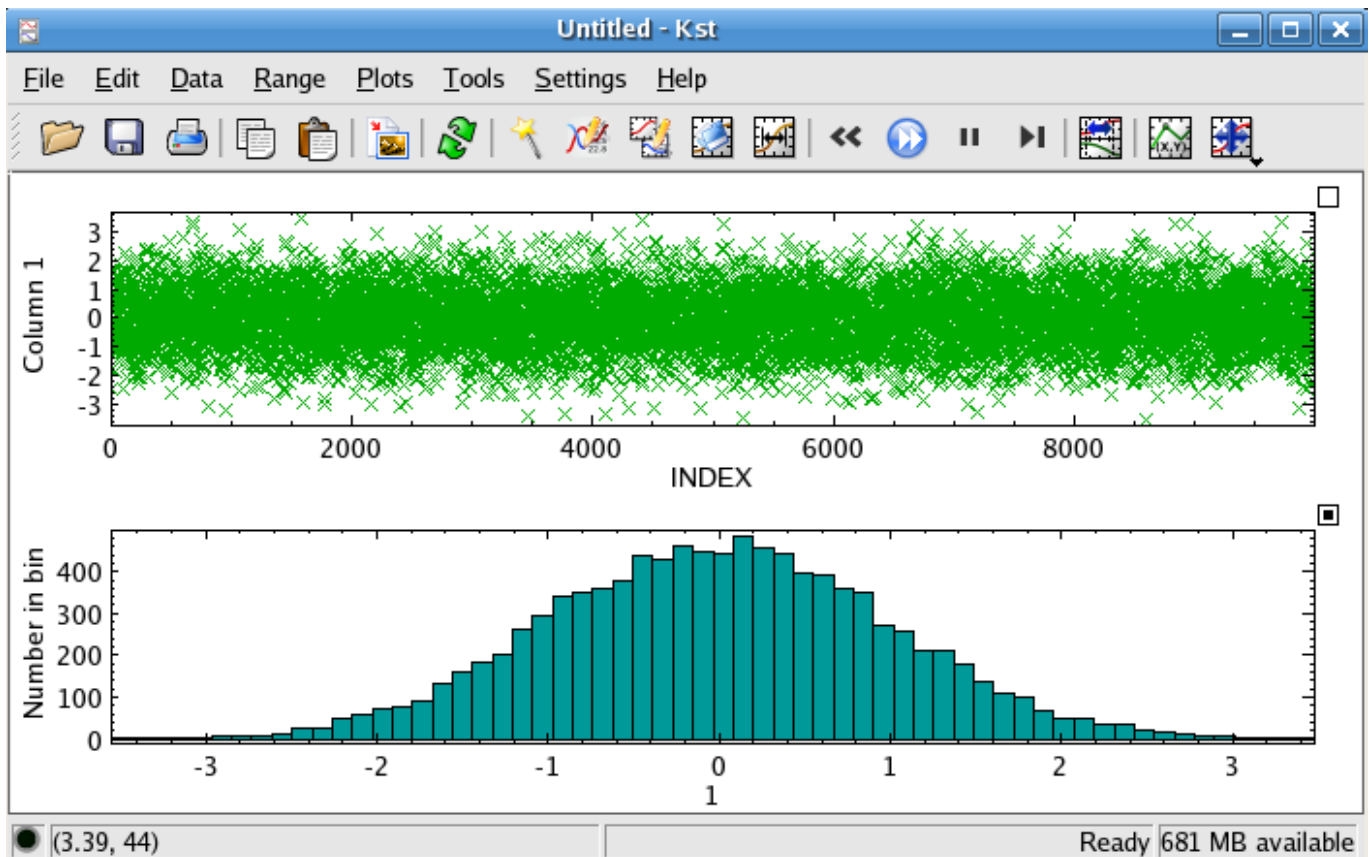 Untitled - Kst
File Edit Data Range Plots Tools Settings Help
22.8
(X,Y)
Column 1
3
2
1
0
-1
-2
-3
0 2000 4000 6000 8000
INDEX
Number in bin
400
300
200
100
0
-3 -2 -1 0 1 2 3
1
(3.39, 44) Ready 681 MB available